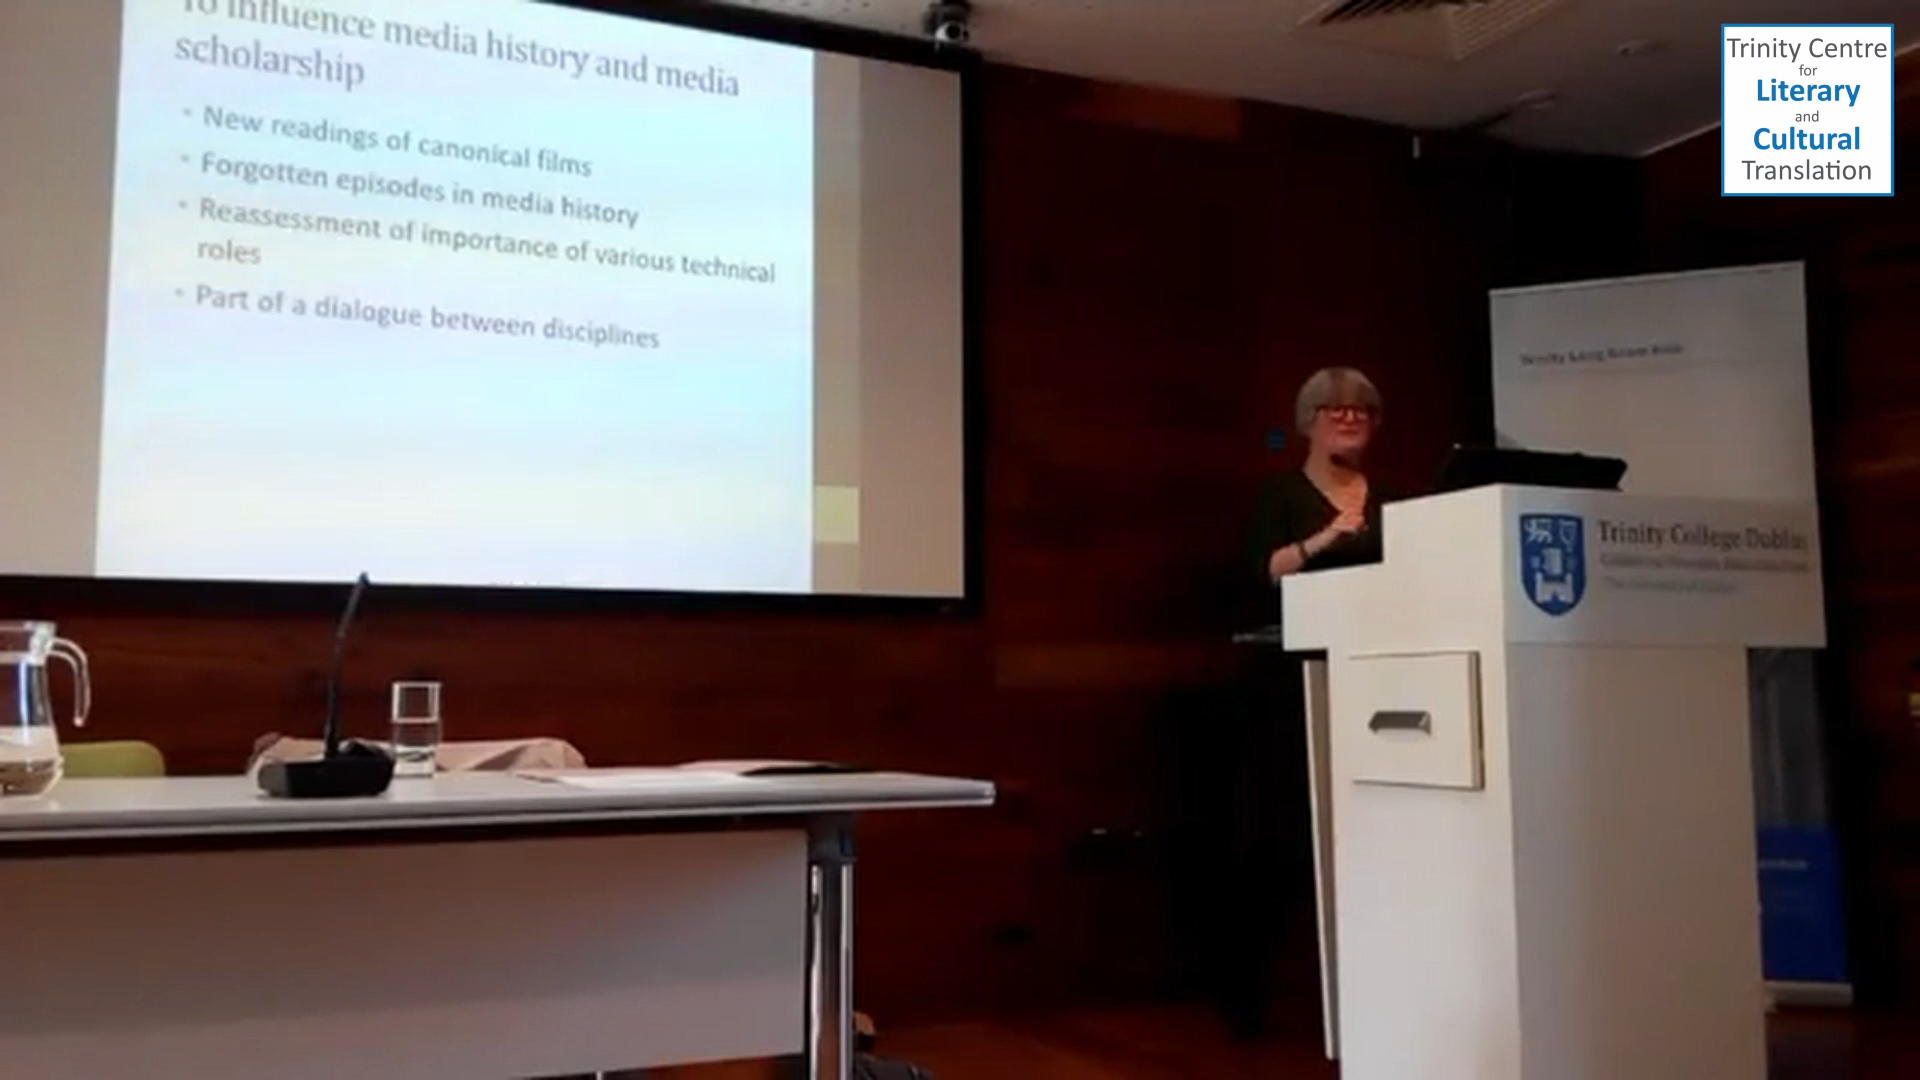 To influence media history and media
scholarship
• New readings of canonical films
• Forgotten episodes in media history
• Reassessment of importance of various technical
roles
• Part of a dialogue between disciplines
Trinity Centre
for
Literary
and
Cultural
Translation
Trinity College Dublin